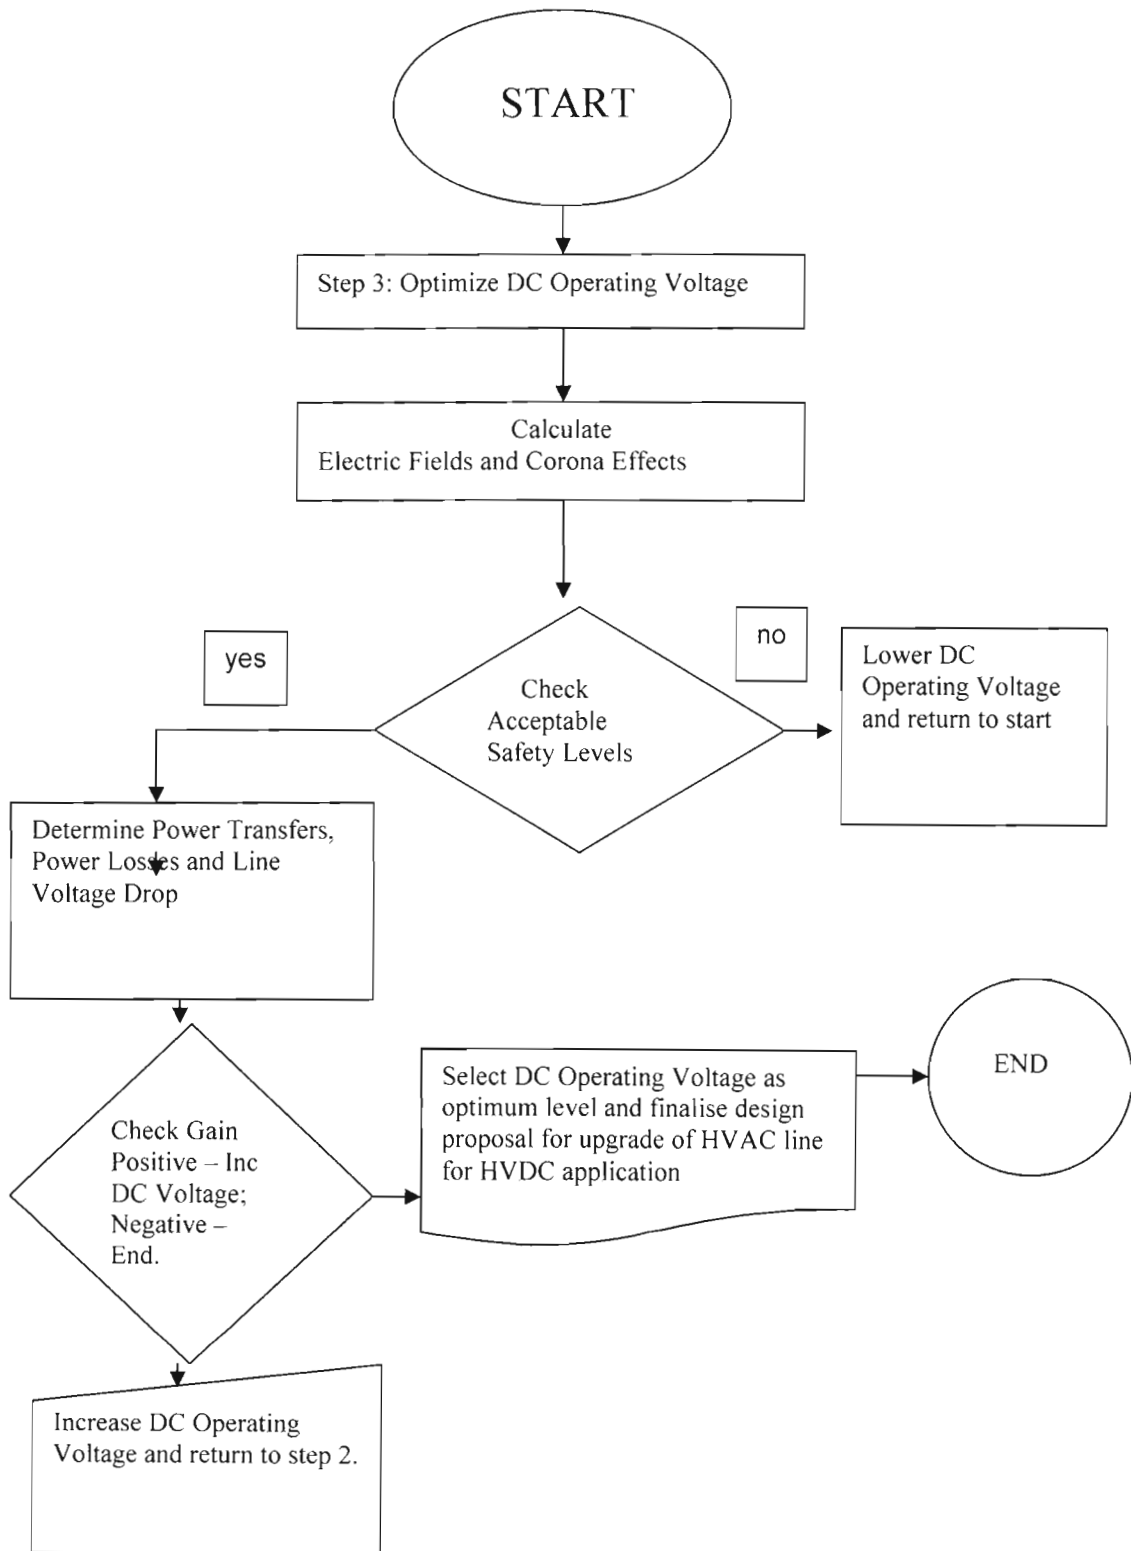 START
Step 3: Optimize DC Operating Voltage
Calculate
Electric Fields and Corona Effects
yes
no
Check
Acceptable
Safety Levels
Lower DC
Operating Voltage
and return to start
Determine Power Transfers,
Power Losses and Line
Voltage Drop
Check Gain
Positive – Inc
DC Voltage;
Negative –
End.
Select DC Operating Voltage as
optimum level and finalise design
proposal for upgrade of HVAC line
for HVDC application
END
Increase DC Operating
Voltage and return to step 2.